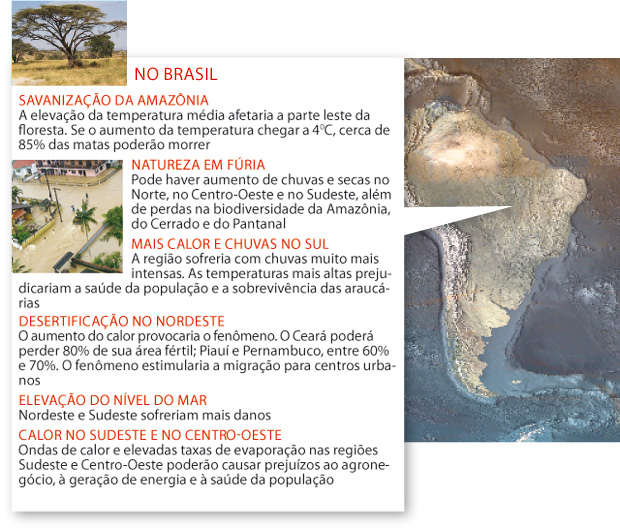 NO BRASIL
SAVANIZAÇÃO DA AMAZÔNIA
A elevação da temperatura média afetaria a parte leste da
floresta. Se o aumento da temperatura chegar a 4°C, cerca de
85% das matas poderão morrer
NATUREZA EM FÚRIA
Pode haver aumento de chuvas e secas no
Norte, no Centro-Oeste e no Sudeste, além
de perdas na biodiversidade da Amazônia,
do Cerrado e do Pantanal
MAIS CALOR E CHUVAS NO SUL
A região sofreria com chuvas muito mais
intensas. As temperaturas mais altas preju-
dicariam a saúde da população e a sobrevivência das araucá-
rias
DESERTIFICAÇÃO NO NORDESTE
O aumento do calor provocaria o fenômeno. O Ceará poderá
perder 80% de sua área fértil; Piauí e Pernambuco, entre 60%
e 70%. O fenômeno estimularia a migração para centros urba-
nos
ELEVAÇÃO DO NÍVEL DO MAR
Nordeste e Sudeste sofreriam mais danos
CALOR NO SUDESTE E NO CENTRO-OESTE
Ondas de calor e elevadas taxas de evaporação nas regiões
Sudeste e Centro-Oeste poderão causar prejuízos ao agrone-
gócio, à geração de energia e à saúde da população